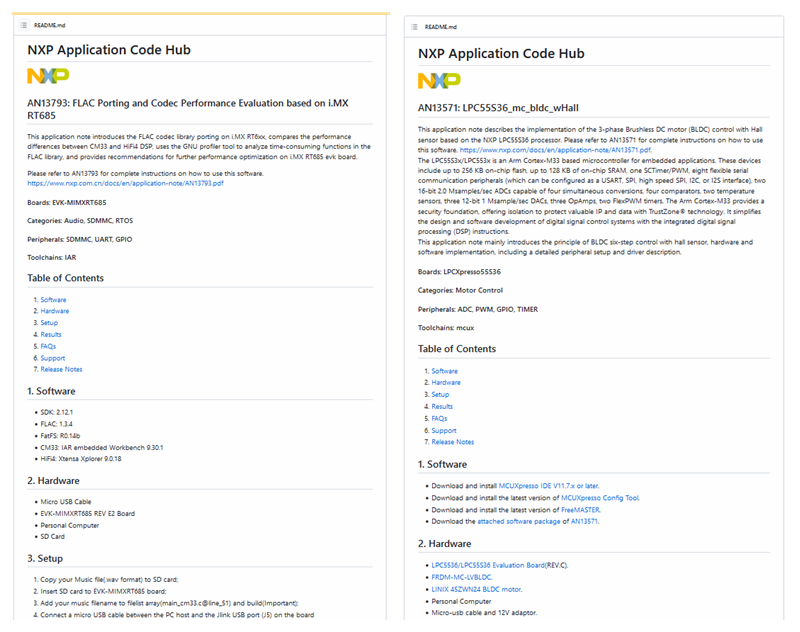 README.md
NXP Application Code Hub
NXP
AN13793: FLAC Porting and Codec Performance Evaluation based on i.MX
RT685
This application note introduces the FLAC codec library porting on i.MX RT6xx, compares the performance
differences between CM33 and HiFi4 DSP, uses the GNU profiler tool to analyze time-consuming functions in the
FLAC library, and provides recommendations for further performance optimization on i.MX RT685 evk board.
Please refer to AN13793 for complete instructions on how to use this software.
https://www.nxp.com.cn/docs/en/application-note/AN13793.pdf
Boards: EVK-MIMXRT685
Categories: Audio, SDMMC, RTOS
Peripherals: SDMMC, UART, GPIO
Toolchains: IAR
Table of Contents
1. Software
2. Hardware
3. Setup
4. Results
5. FAQs
6. Support
7. Release Notes
1. Software
• SDK: 2.12.1
• FLAC: 1.3.4
• FatFS: R0.14b
• CM33: IAR embedded Workbench 9.30.1
• HiFi4: Xtensa Xplorer 9.0.18
2. Hardware
• Micro USB Cable
• EVK-MIMXRT685 REV E2 Board
• Personal Computer
• SD Card
3. Setup
1. Copy your Music file(.wav format) to SD card;
2. Insert SD card to EVK-MIMXRT685 board;
3. Add your music filename to filelist array(main_cm33.c@line_51) and build(Important);
4. Connect a micro USB cable between the PC host and the Jlink USB port (J5) on the board
README.md
NXP Application Code Hub
NXP
AN13571: LPC55S36_mc_bldc_wHall
This application note describes the implementation of the 3-phase Brushless DC motor (BLDC) control with Hall
sensor based on the NXP LPC55S36 processor. Please refer to AN13571 for complete instructions on how to use
this software. https://www.nxp.com/docs/en/application-note/AN13571.pdf.
The LPC55S3x/LPC553x is an Arm Cortex-M33 based microcontroller for embedded applications. These devices
include up to 256 KB on-chip flash, up to 128 KB of on-chip SRAM, one SCTimer/PWM, eight flexible serial
communication peripherals (which can be configured as a USART, SPI, high speed SPI, I2C, or I2S interface), two
16-bit 2.0 Msamples/sec ADCs capable of four simultaneous conversions, four comparators, two temperature
sensors, three 12-bit 1 Msample/sec DACs, three OpAmps, two FlexPWM timers. The Arm Cortex-M33 provides a
security foundation, offering isolation to protect valuable IP and data with TrustZone® technology. It simplifies
the design and software development of digital signal control systems with the integrated digital signal
processing (DSP) instructions.
This application note mainly introduces the principle of BLDC six-step control with hall sensor, hardware and
software implementation, including a detailed peripheral setup and driver description.
Boards: LPCXpresso55S36
Categories: Motor Control
Peripherals: ADC, PWM, GPIO, TIMER
Toolchains: mcux
Table of Contents
1. Software
2. Hardware
3. Setup
4. Results
5. FAQs
6. Support
7. Release Notes
1. Software
• Download and install MCUXpresso IDE V11.7.x or later.
• Download and install the latest version of MCUXpresso Config Tool.
• Download and install the latest version of FreeMASTER.
• Download the attached software package of AN13571.
2. Hardware
• LPC5536/LPC55S36 Evaluation Board(REV.C).
• FRDM-MC-LVBLDC.
• LINIX 45ZWN24 BLDC motor.
• Personal Computer
• Micro-usb cable and 12V adaptor.